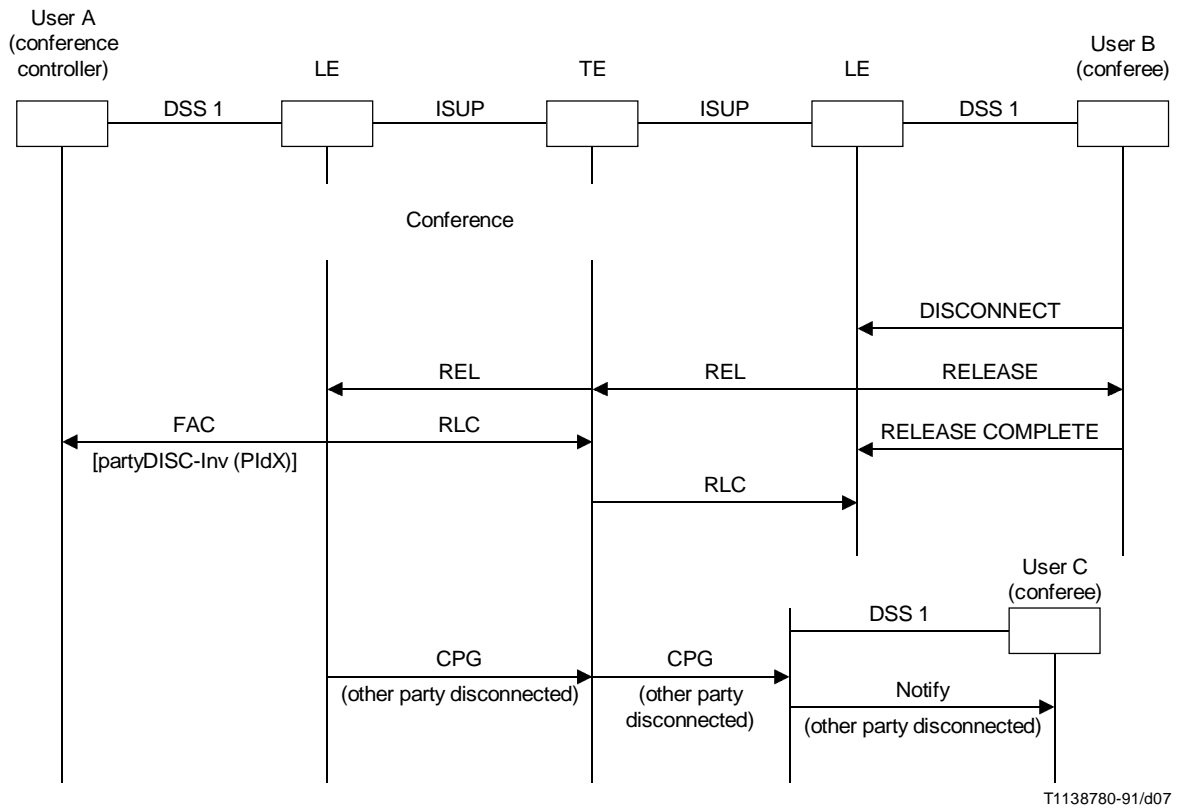 User A
(conference
controller)
LE
TE
LE
User B
(conferee)
DSS 1
ISUP
ISUP
DSS 1
Conference
DISCONNECT
REL
REL
RELEASE
FAC
RLC
RELEASE COMPLETE
[partyDISC-Inv (PIdX)]
RLC
User C
(conferee)
DSS 1
CPG
CPG
(other party disconnected)
(other party
disconnected)
Notify
(other party disconnected)
T1138780-91/d07